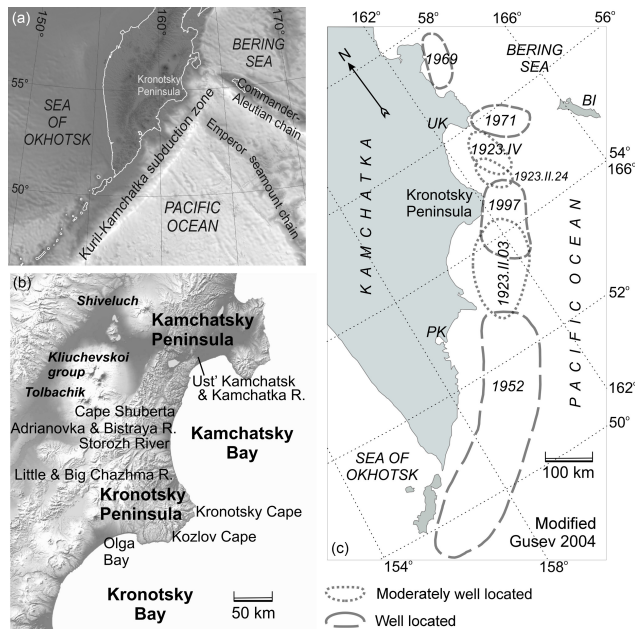 (a)
150°
160°
170°
BERING
SEA
55°
Kronotsky
Peninsula
Commander-
Aleutian chain
SEA
OF
OKHOTSK
Kuril-Kamchatka subduction zone
Emperor seamount chain
50°
PACIFIC
OCEAN
(b)
Shiveluch
Kamchatsky
Peninsula
Kliuchevskoi
group
Tolbachik
Ust' Kamchatsk
& Kamchatka R.
Cape Shuberta
Adrianovka & Bistraya R.
Storozh River
Kamchatsky
Bay
Little & Big Chazhma R.
Kronotsky
Peninsula
Kronotsky Cape
Kozlov Cape
Olga
Bay
Kronotsky
Bay
50 km
162°
58°
166°
56°
N
1969
BERING
SEA
BI
UK
1971
1923.IV
54°
166°
1923.II.24
Kronotsky
Peninsula
1997
KAMCHATKA
1923.II.03
PACIFIC OCEAN
52°
PK
1952
162°
50°
SEA OF
OKHOTSK
100 km
Modified
Gusev 2004
(c)
154°
158°
Moderately well located
Well located